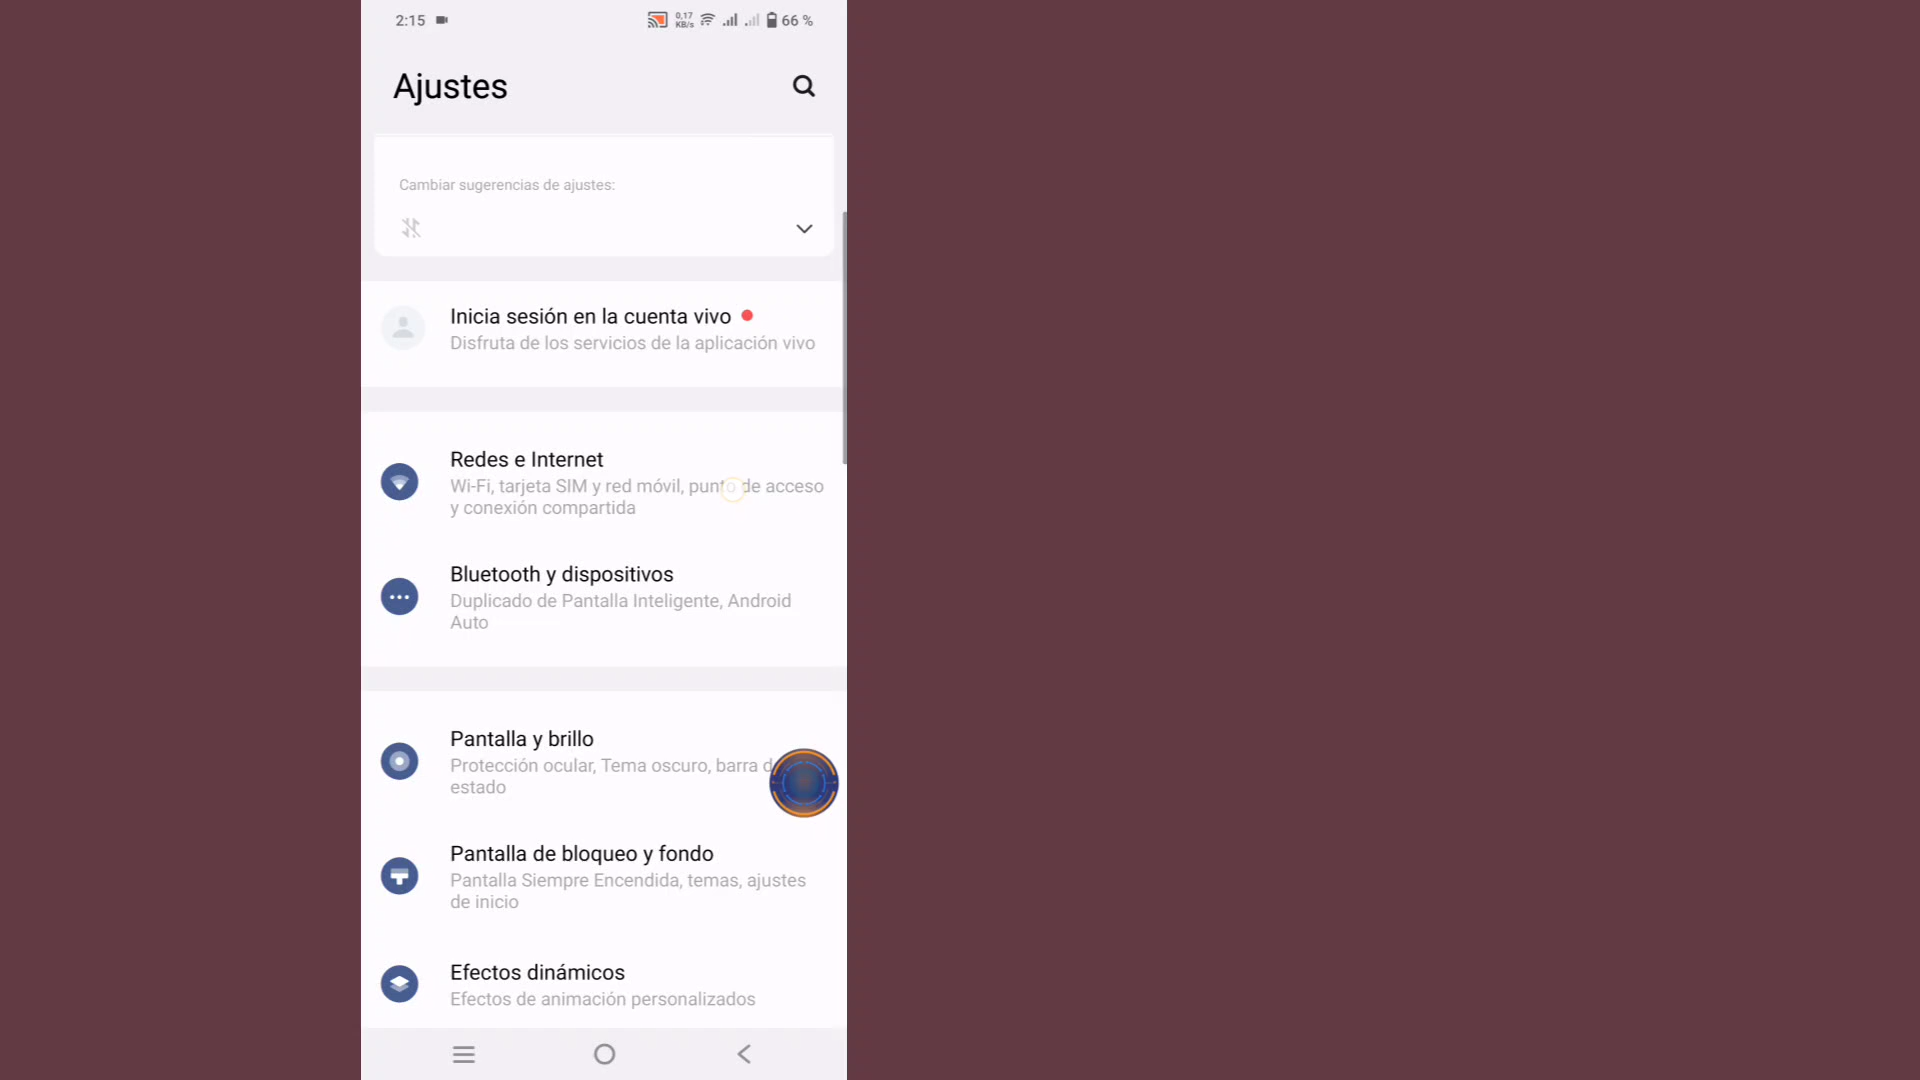 2:15
0,17
KB/s
66 %
Ajustes
Cambiar sugerencias de ajustes:
Inicia sesión en la cuenta vivo
Disfruta de los servicios de la aplicación vivo
Redes e Internet
Wi-Fi, tarjeta SIM y red móvil, punto de acceso
y conexión compartida
Bluetooth y dispositivos
Duplicado de Pantalla Inteligente, Android
Auto
Pantalla y brillo
Protección ocular, Tema oscuro, barra d
estado
Pantalla de bloqueo y fondo
Pantalla Siempre Encendida, temas, ajustes
de inicio
Efectos dinámicos
Efectos de animación personalizados